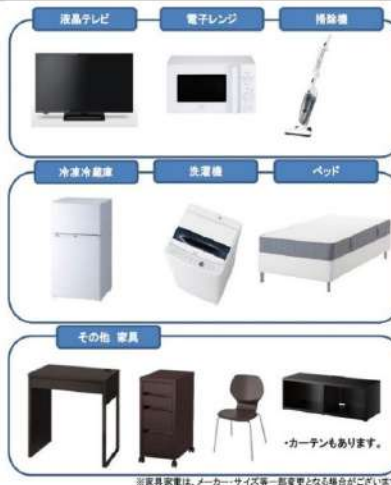 液晶テレビ 電子レンジ 掃除機
冷凍冷蔵庫 洗濯機 ベッド
その他 家具
・カーテンもあります。
※家具家電は、メーカー・サイズ等一部変更となる場合がござい